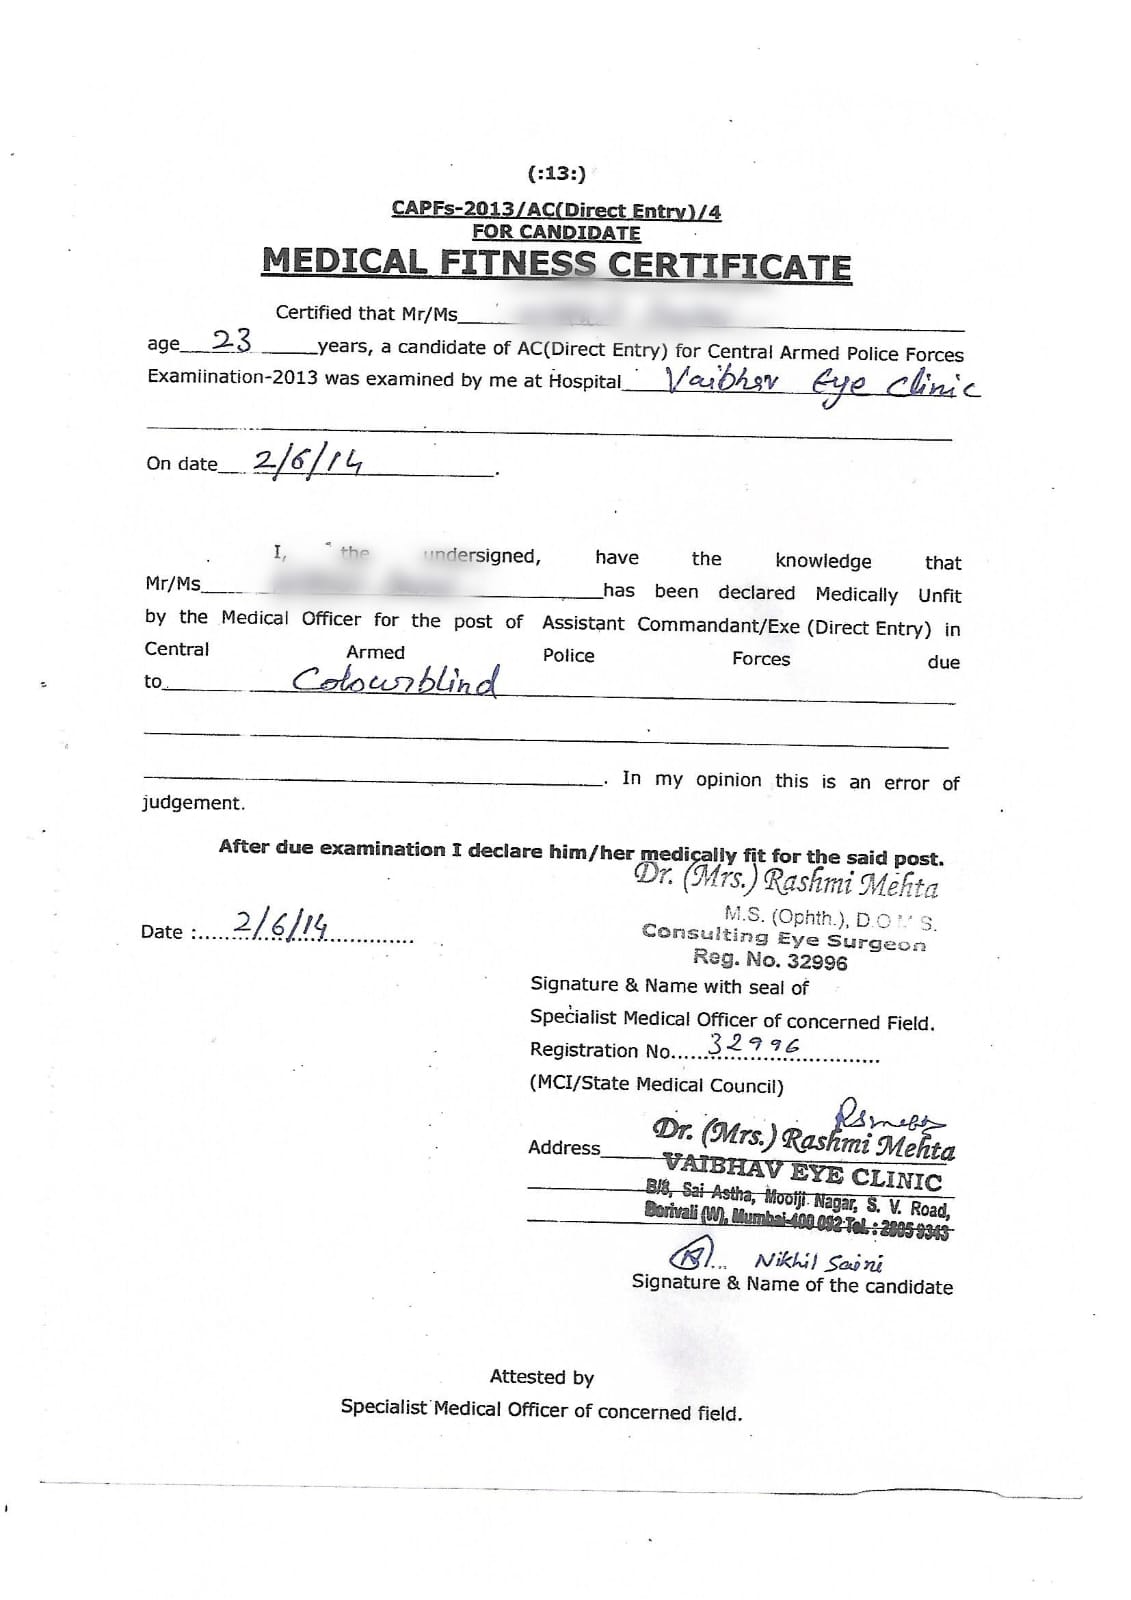 (:13:)
CAPFs-2013/AC(Direct Entry)/4
FOR CANDIDATE
MEDICAL FITNESS CERTIFICATE
Certified that Mr/Ms
age 23 years, a candidate of AC(Direct Entry) for Central Armed Police Forces
Examiination-2013 was examined by me at Hospital Vaibhav Eye Clinic
On date 2/6/14.
I, the undersigned, have the knowledge that
Mr/Ms has been declared Medically Unfit
by the Medical Officer for the post of Assistant Commandant/Exe (Direct Entry) in
Central Armed Police Forces due
to Colourblind
. In my opinion this is an error of
judgement.
After due examination I declare him/her medically fit for the said post.
Dr. (Mrs.) Rashmi Mehta
M.S. (Ophth.), D.O.M.S.
Date :.....2/6/14..............
Consulting Eye Surgeon
Reg. No. 32996
Signature & Name with seal of
Specialist Medical Officer of concerned Field.
Registration No.....32996..............
(MCI/State Medical Council)
Dr. (Mrs.) Rashmi Mehta
Address
VAIBHAV EYE CLINIC
B/8, Sai Astha, Mooiji Nagar, S. V. Road,
Borivali (W), Mumbai-400 092 Tel. : 2805 9343
Nikhil Saini
Signature & Name of the candidate
Attested by
Specialist Medical Officer of concerned field.